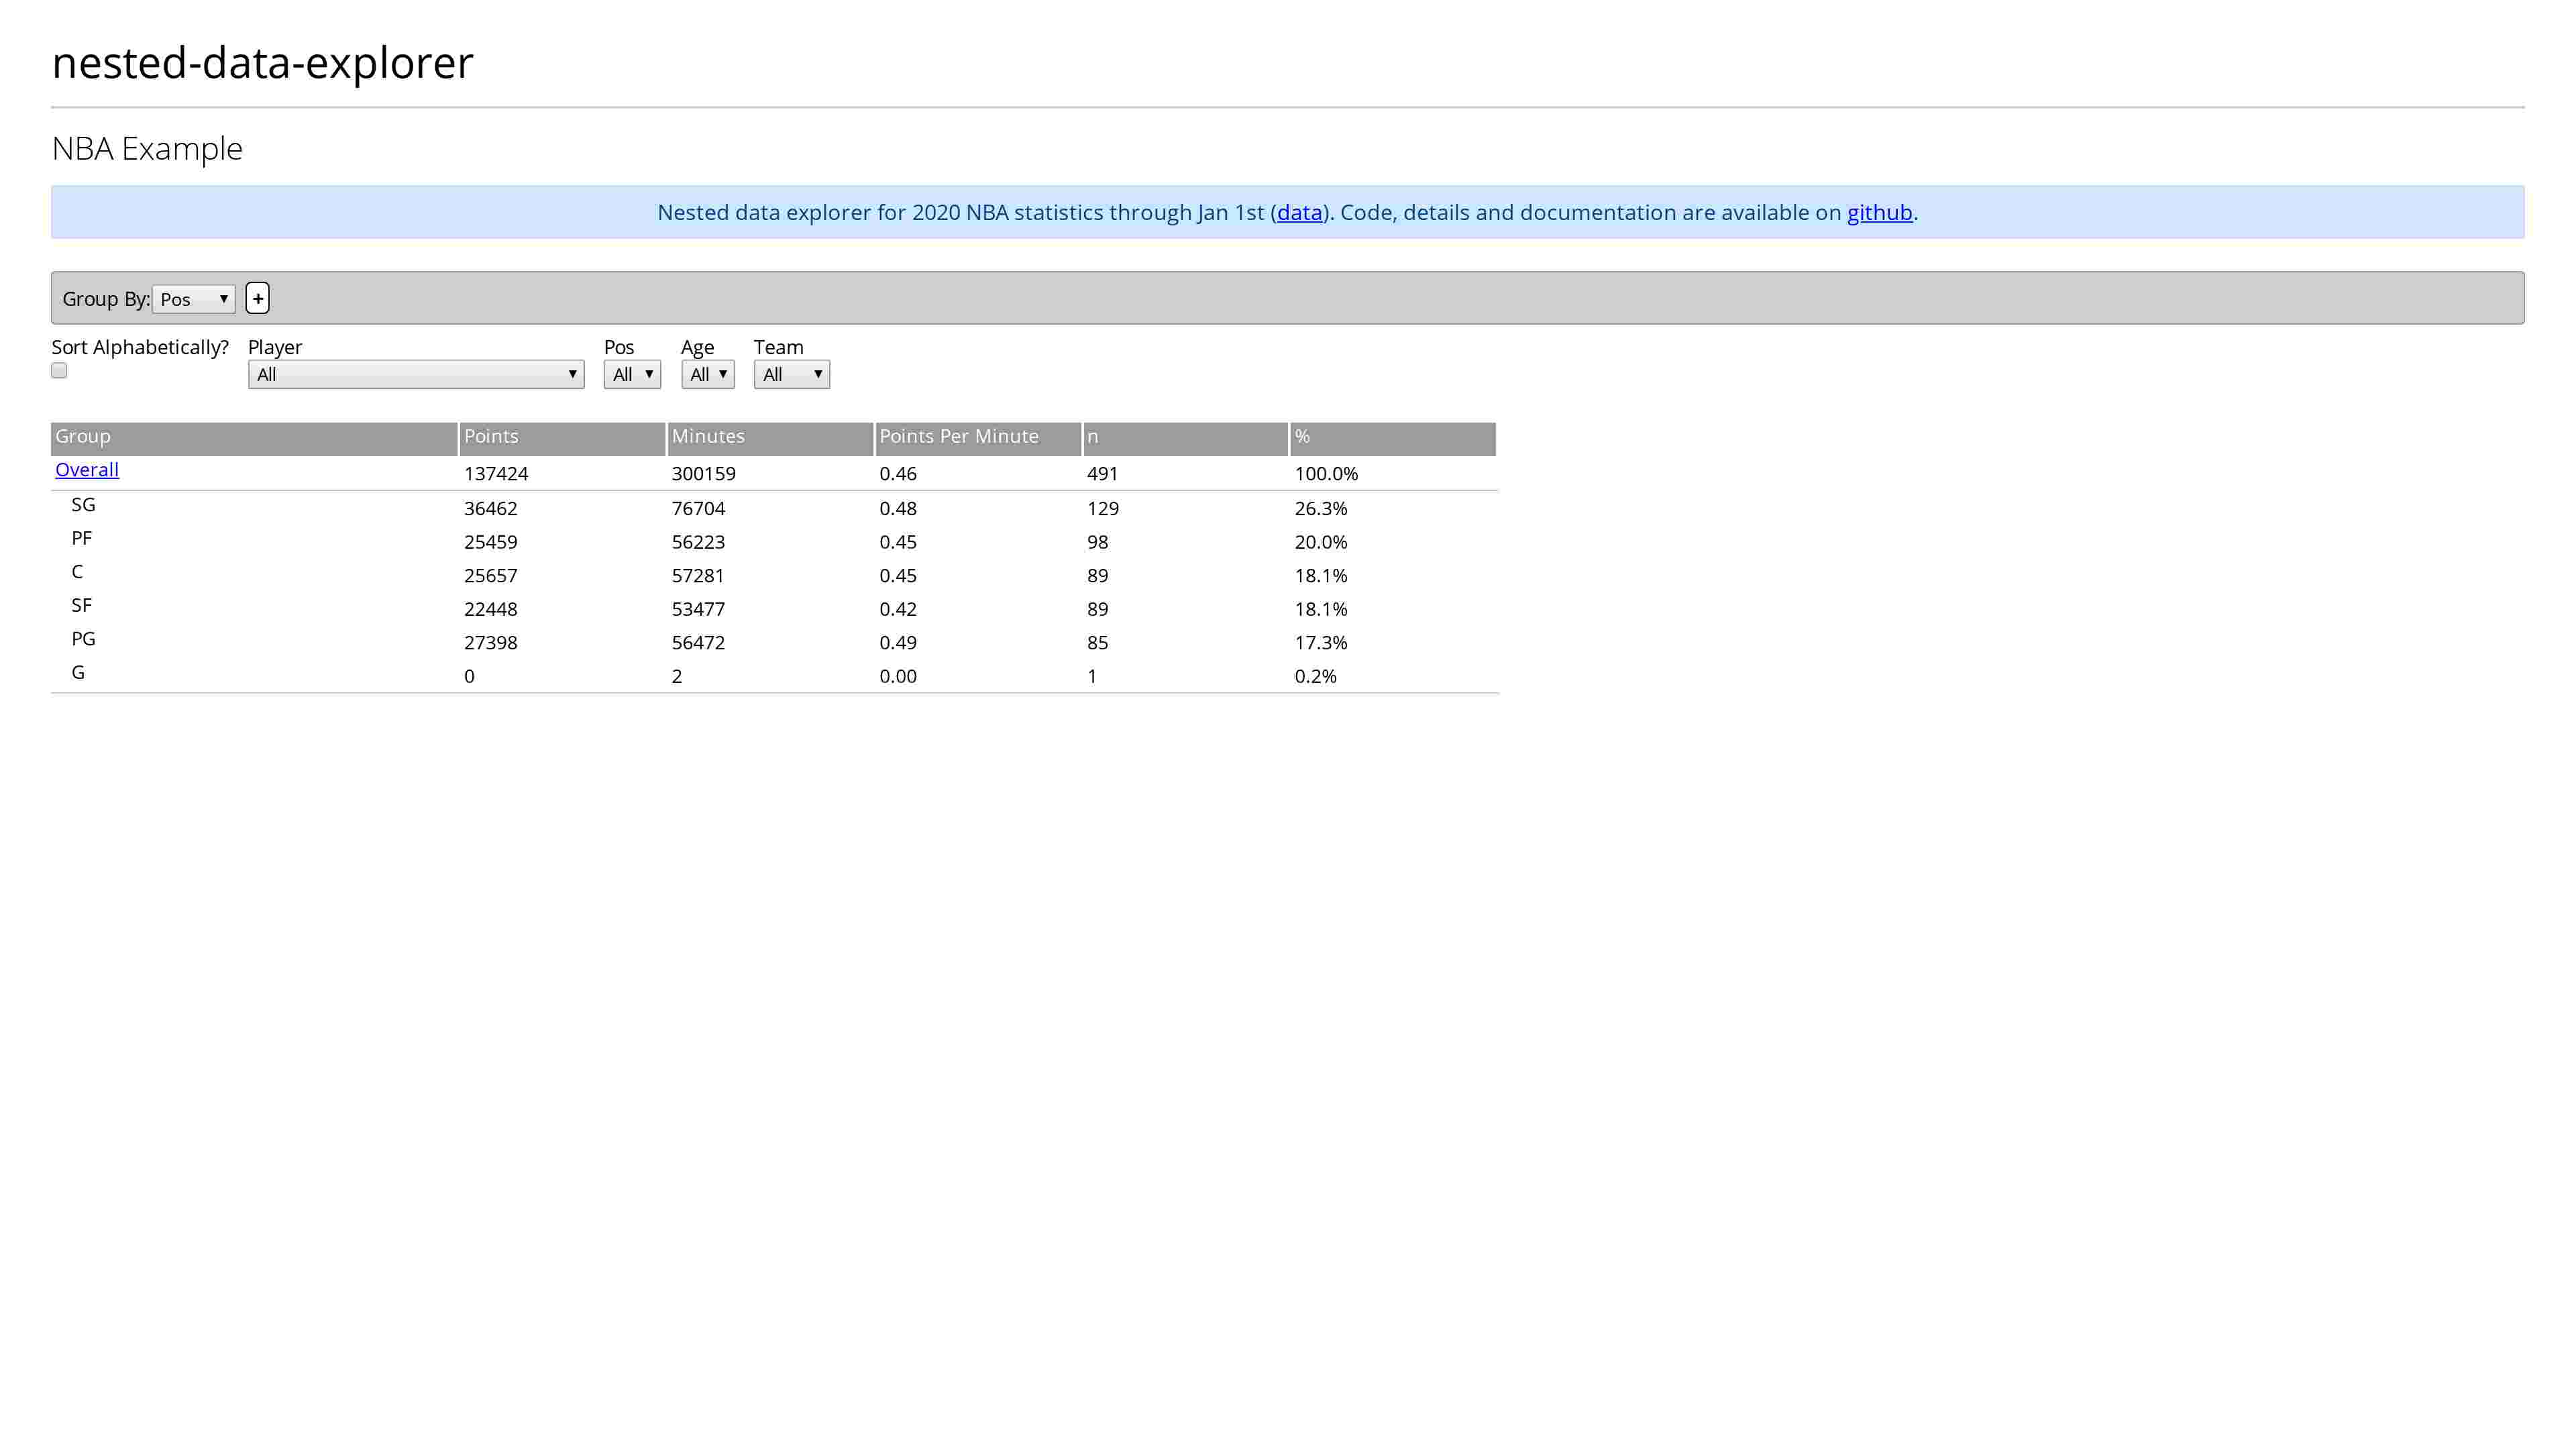 nested-data-explorer
NBA Example
Nested data explorer for 2020 NBA statistics through Jan 1st (data). Code, details and documentation are available on github.
Group By: Pos +
Sort Alphabetically? Player Pos Age Team
All All All All
Group Points Minutes Points Per Minute n %
Overall 137424 300159 0.46 491 100.0%
SG 36462 76704 0.48 129 26.3%
PF 25459 56223 0.45 98 20.0%
C 25657 57281 0.45 89 18.1%
SF 22448 53477 0.42 89 18.1%
PG 27398 56472 0.49 85 17.3%
G 0 2 0.00 1 0.2%